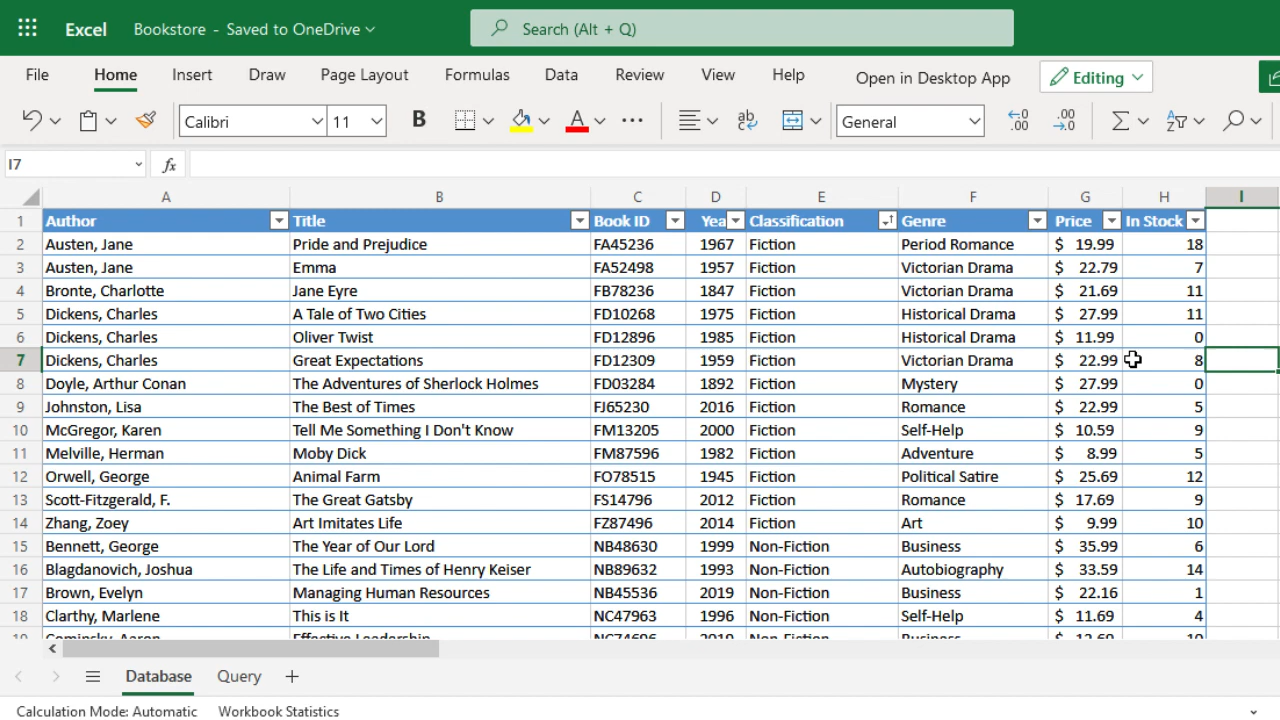 Excel Bookstore - Saved to OneDrive Search (Alt + Q)
File Home Insert Draw Page Layout Formulas Data Review View Help Open in Desktop App Editing
Calibri 11 B A ... ab General .00 .00
I7 fx
A B C D E F G H I
1 Author Title Book ID Yea Classification Genre Price In Stock
2 Austen, Jane Pride and Prejudice FA45236 1967 Fiction Period Romance $ 19.99 18
3 Austen, Jane Emma FA52498 1957 Fiction Victorian Drama $ 22.79 7
4 Bronte, Charlotte Jane Eyre FB78236 1847 Fiction Victorian Drama $ 21.69 11
5 Dickens, Charles A Tale of Two Cities FD10268 1975 Fiction Historical Drama $ 27.99 11
6 Dickens, Charles Oliver Twist FD12896 1985 Fiction Historical Drama $ 11.99 0
7 Dickens, Charles Great Expectations FD12309 1959 Fiction Victorian Drama $ 22.99 8
8 Doyle, Arthur Conan The Adventures of Sherlock Holmes FD03284 1892 Fiction Mystery $ 27.99 0
9 Johnston, Lisa The Best of Times FJ65230 2016 Fiction Romance $ 22.99 5
10 McGregor, Karen Tell Me Something I Don't Know FM13205 2000 Fiction Self-Help $ 10.59 9
11 Melville, Herman Moby Dick FM87596 1982 Fiction Adventure $ 8.99 5
12 Orwell, George Animal Farm FO78515 1945 Fiction Political Satire $ 25.69 12
13 Scott-Fitzgerald, F. The Great Gatsby FS14796 2012 Fiction Romance $ 17.69 9
14 Zhang, Zoey Art Imitates Life FZ87496 2014 Fiction Art $ 9.99 10
15 Bennett, George The Year of Our Lord NB48630 1999 Non-Fiction Business $ 35.99 6
16 Blagdanovich, Joshua The Life and Times of Henry Keiser NB89632 1993 Non-Fiction Autobiography $ 33.59 14
17 Brown, Evelyn Managing Human Resources NB45536 2019 Non-Fiction Business $ 22.16 1
18 Clarthy, Marlene This is It NC47963 1996 Non-Fiction Self-Help $ 11.69 4
Effective Leadership Non-Fiction Business
Database Query
Calculation Mode: Automatic Workbook Statistics